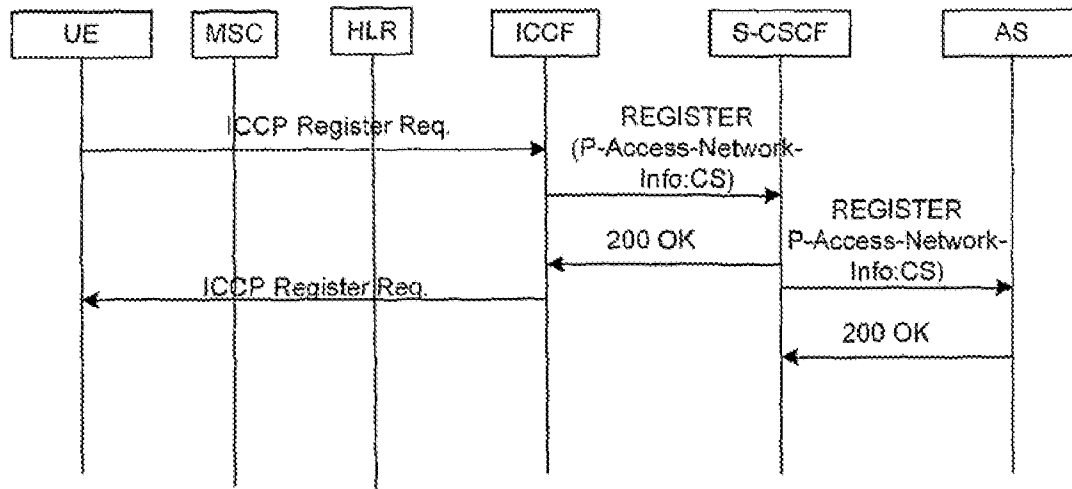 UE
MSC
HLR
ICCF
S-CSCF
AS
ICCP Register Req.
REGISTER
(P-Access-Network-
Info:CS)
200 OK
REGISTER
P-Access-Network-
Info:CS)
ICCP Register Req.
200 OK